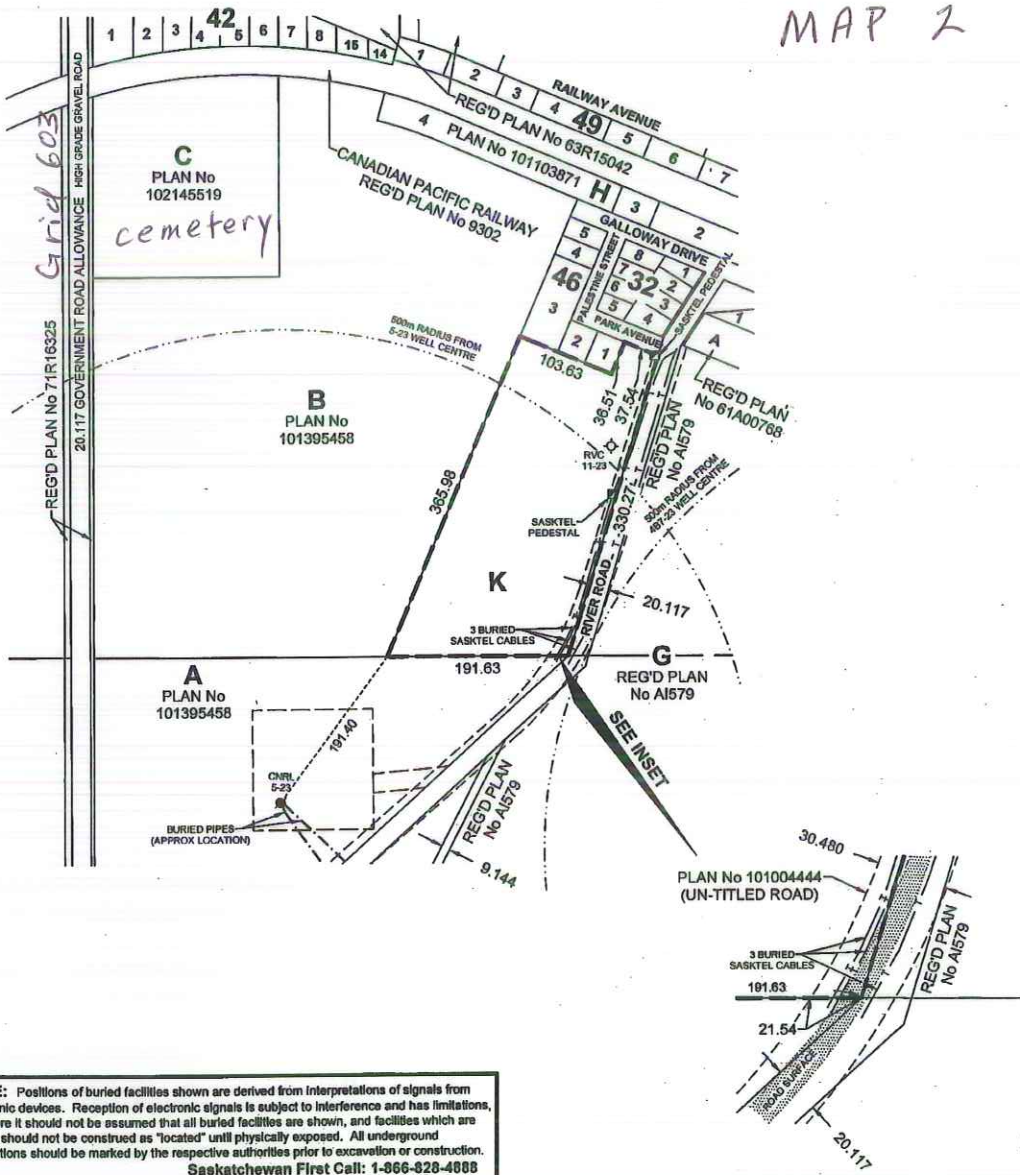 MAP 2
42
1 2 3 4 5 6 7 8 15 14
1 2 3 4 49 5 6 7
RAILWAY AVENUE
REG'D PLAN No 63R15042
4 PLAN No 101103871 H 3 2
CANADIAN PACIFIC RAILWAY
REG'D PLAN No 9302
Grid 603
20.117 GOVERNMENT ROAD ALLOWANCE HIGH GRADE GRAVEL ROAD
REG'D PLAN No 71R16325
C
PLAN No
102145519
cemetery
GALLOWAY DRIVE
5
4
46
3
2 1
PALESTINE STREET
8 1
7 32 2
6 3
5 4
PARK AVENUE
SASKTEL PEDESTAL
1
A
REG'D PLAN
No 61A00768
500m RADIUS FROM
5-23 WELL CENTRE
103.63
36.51
37.54
B
PLAN No
101395458
RVC
11-23
REG'D PLAN
No AI579
500m RADIUS FROM
4B7-23 WELL CENTRE
365.98
330.27
SASKTEL
PEDESTAL
K
RIVER ROAD
20.117
3 BURIED
SASKTEL CABLES
191.63
G
REG'D PLAN
No AI579
A
PLAN No
101395458
191.40
SEE INSET
CNRL
5-23
BURIED PIPES
(APPROX LOCATION)
REG'D PLAN
No AI579
9.144
30.480
PLAN No 101004444
(UN-TITLED ROAD)
3 BURIED
SASKTEL CABLES
REG'D PLAN
No AI579
191.63
21.54
ROAD SURFACE
20.117
E: Positions of buried facilities shown are derived from interpretations of signals from
nic devices. Reception of electronic signals is subject to interference and has limitations,
re it should not be assumed that all buried facilities are shown, and facilities which are
should not be construed as "located" until physically exposed. All underground
tions should be marked by the respective authorities prior to excavation or construction.
Saskatchewan First Call: 1-866-828-4888